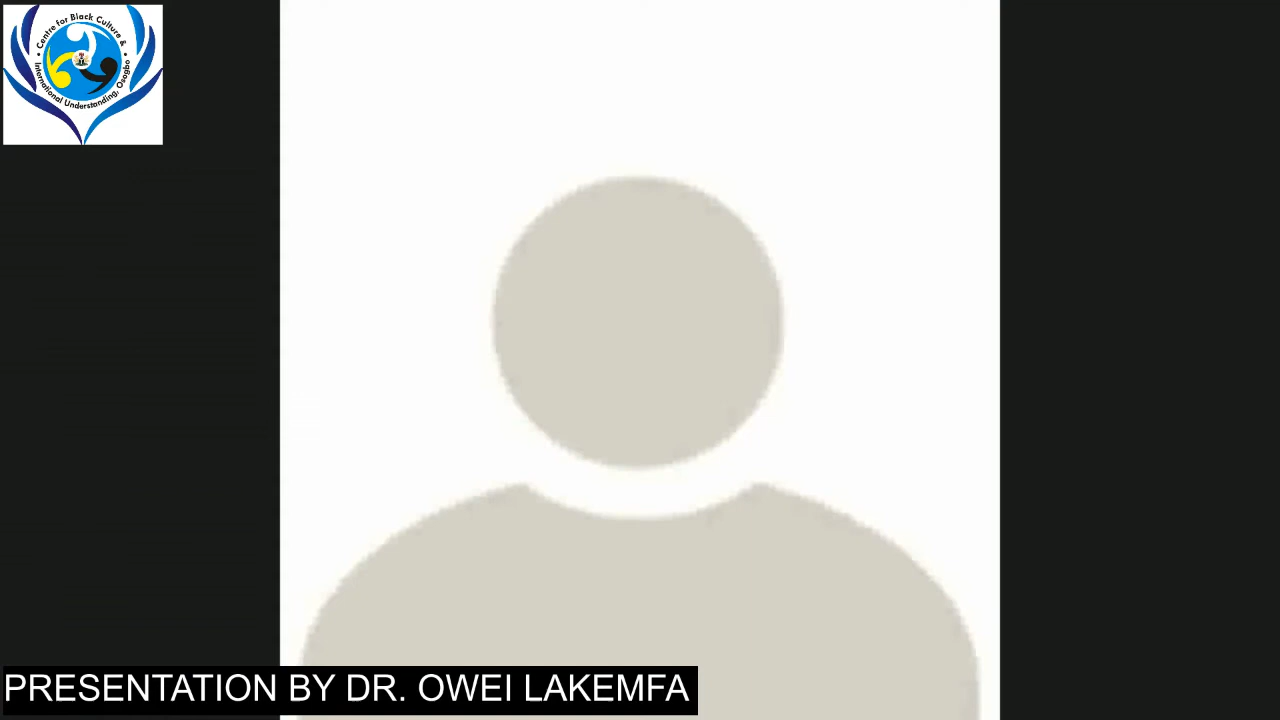 Centre for Black Culture &
International Understanding, Osogbo
PRESENTATION BY DR. OWEI LAKEMFA